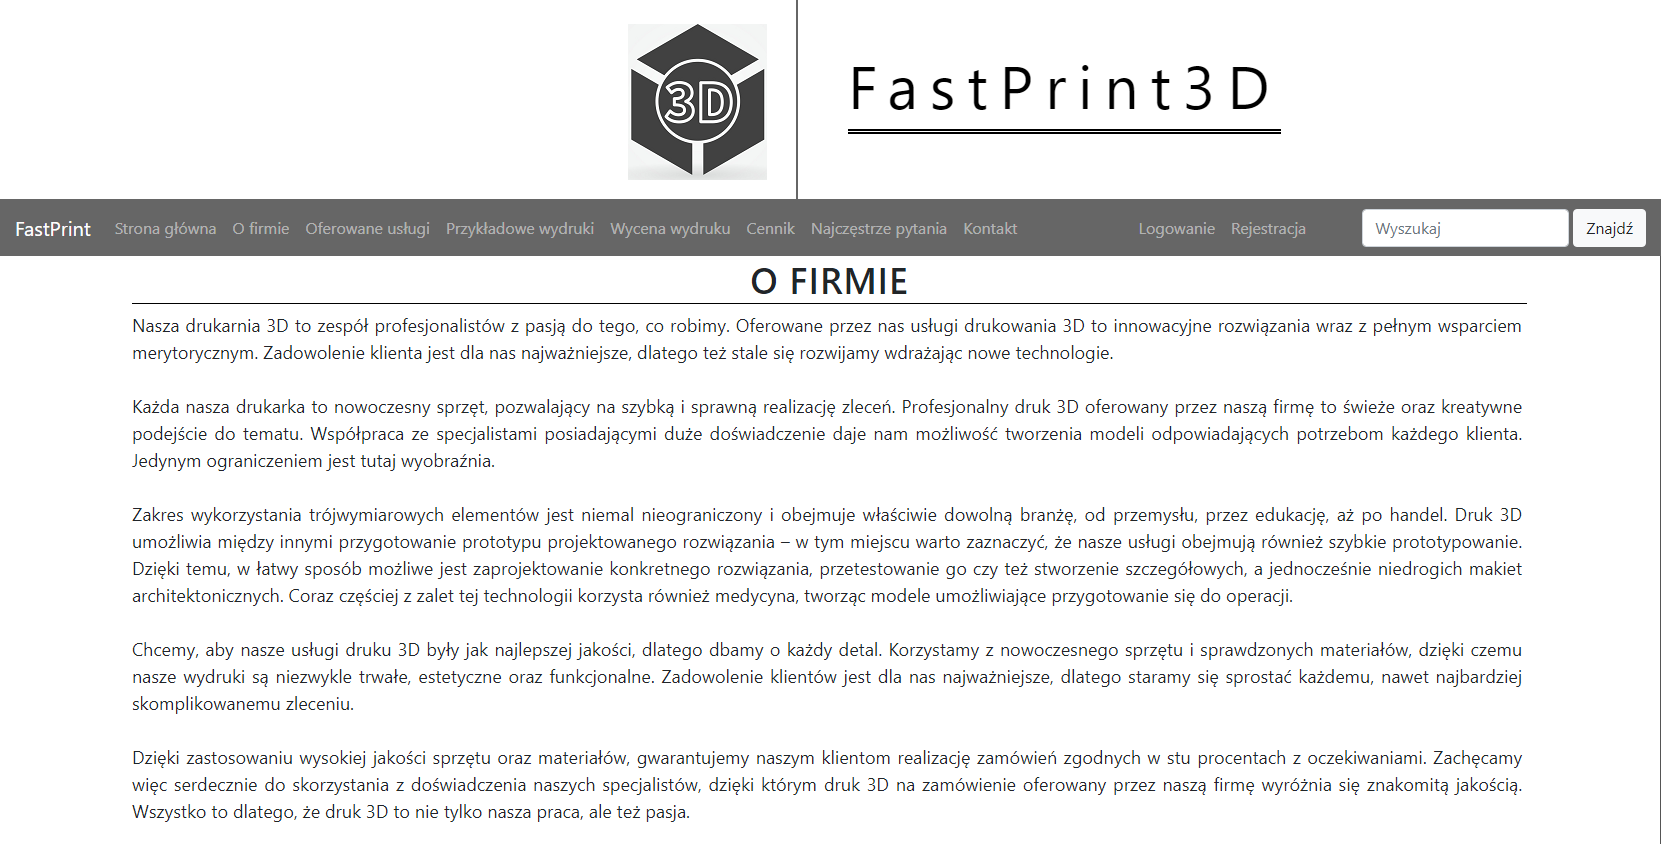 3D
FastPrint3D
FastPrint Strona główna O firmie Oferowane usługi Przykładowe wydruki Wycena wydruku Cennik Najczęstrze pytania Kontakt Logowanie Rejestracja Wyszukaj Znajdź
O FIRMIE
Nasza drukarnia 3D to zespół profesjonalistów z pasją do tego, co robimy. Oferowane przez nas usługi drukowania 3D to innowacyjne rozwiązania wraz z pełnym wsparciem
merytorycznym. Zadowolenie klienta jest dla nas najważniejsze, dlatego też stale się rozwijamy wdrażając nowe technologie.
Każda nasza drukarka to nowoczesny sprzęt, pozwalający na szybką i sprawną realizację zleceń. Profesjonalny druk 3D oferowany przez naszą firmę to świeże oraz kreatywne
podejście do tematu. Współpraca ze specjalistami posiadającymi duże doświadczenie daje nam możliwość tworzenia modeli odpowiadających potrzebom każdego klienta.
Jedynym ograniczeniem jest tutaj wyobraźnia.
Zakres wykorzystania trójwymiarowych elementów jest niemal nieograniczony i obejmuje właściwie dowolną branżę, od przemysłu, przez edukację, aż po handel. Druk 3D
umożliwia między innymi przygotowanie prototypu projektowanego rozwiązania – w tym miejscu warto zaznaczyć, że nasze usługi obejmują również szybkie prototypowanie.
Dzięki temu, w łatwy sposób możliwe jest zaprojektowanie konkretnego rozwiązania, przetestowanie go czy też stworzenie szczegółowych, a jednocześnie niedrogich makiet
architektonicznych. Coraz częściej z zalet tej technologii korzysta również medycyna, tworząc modele umożliwiające przygotowanie się do operacji.
Chcemy, aby nasze usługi druku 3D były jak najlepszej jakości, dlatego dbamy o każdy detal. Korzystamy z nowoczesnego sprzętu i sprawdzonych materiałów, dzięki czemu
nasze wydruki są niezwykle trwałe, estetyczne oraz funkcjonalne. Zadowolenie klientów jest dla nas najważniejsze, dlatego staramy się sprostać każdemu, nawet najbardziej
skomplikowanemu zleceniu.
Dzięki zastosowaniu wysokiej jakości sprzętu oraz materiałów, gwarantujemy naszym klientom realizację zamówień zgodnych w stu procentach z oczekiwaniami. Zachęcamy
więc serdecznie do skorzystania z doświadczenia naszych specjalistów, dzięki którym druk 3D na zamówienie oferowany przez naszą firmę wyróżnia się znakomitą jakością.
Wszystko to dlatego, że druk 3D to nie tylko nasza praca, ale też pasja.